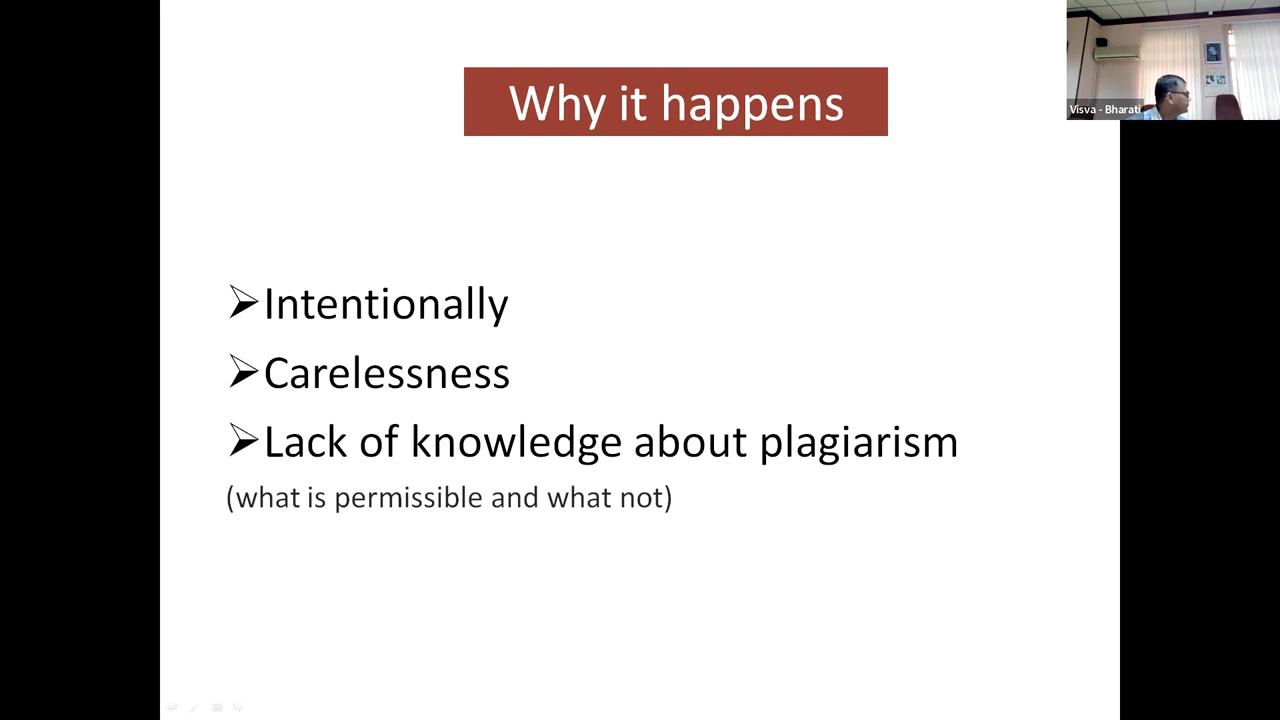 Why it happens
Visva - Bharati
➢Intentionally
➢Carelessness
➢Lack of knowledge about plagiarism
(what is permissible and what not)